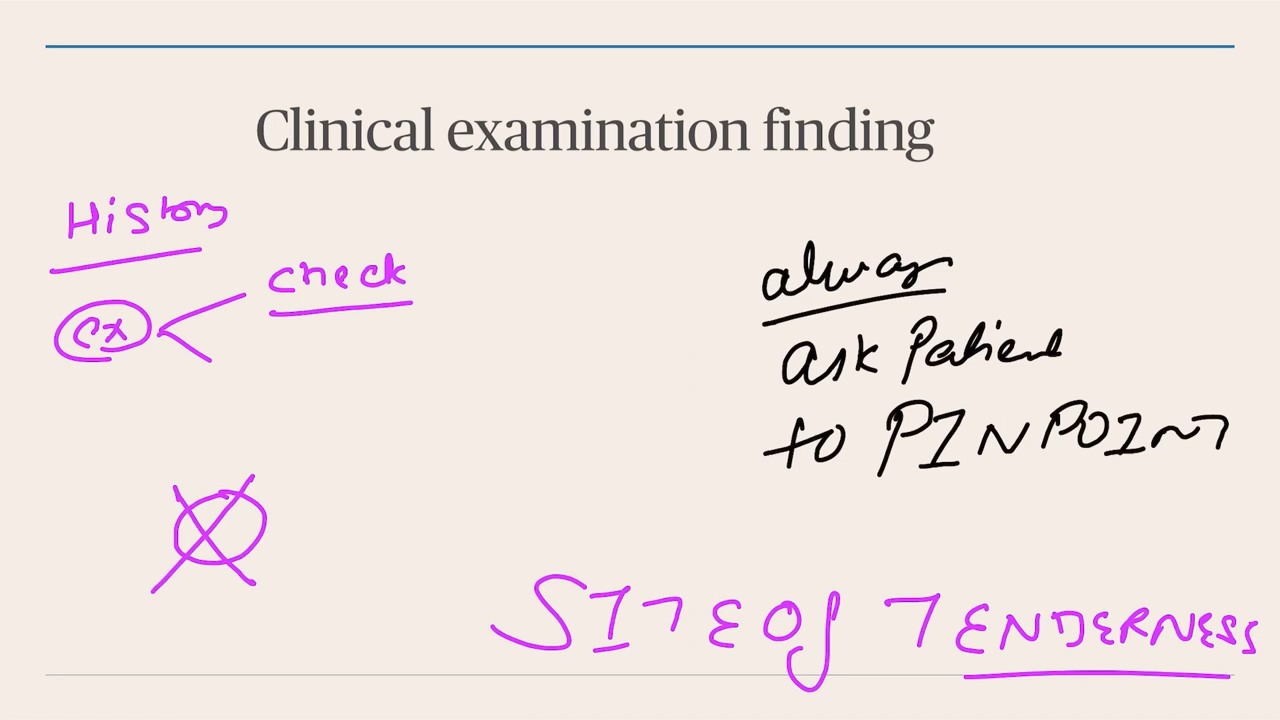 Clinical examination finding
History
check
Cx
always
ask Patient
to PINPOINT
SITE of TENDERNESS